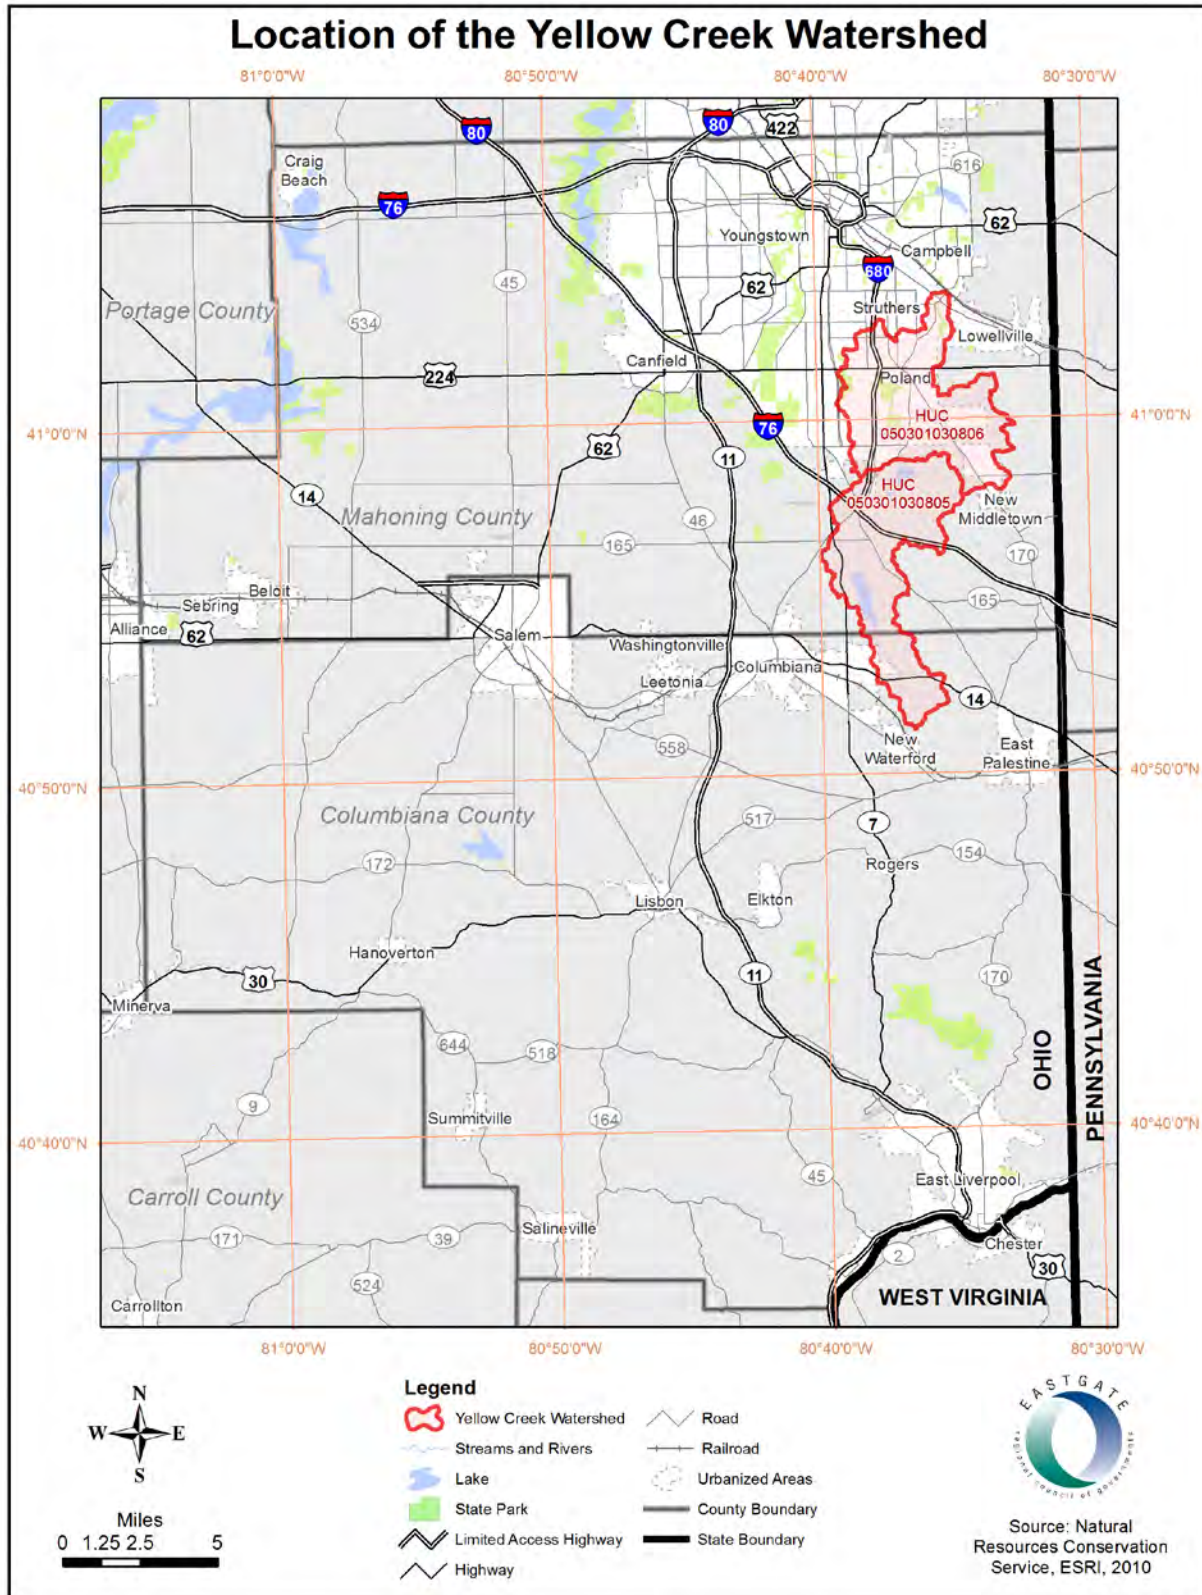 Location of the Yellow Creek Watershed
81°0'0"W 80°50'0"W 80°40'0"W 80°30'0"W
80
80
422
Craig
Beach
616
76
Youngstown
62
Campbell
62
680
45
Portage County
534
Struthers
Lowellville
Canfield
224
Poland
41°0'0"N
41°0'0"N
HUC
050301030806
76
62
11
HUC
050301030805
14
New
Middletown
Mahoning County
46
165
170
Beloit
Sebring
165
Alliance
62
Salem
Washingtonville
Columbiana
Leetonia
14
558
New
Waterford
East
Palestine
40°50'0"N
40°50'0"N
Columbiana County
517
7
172
Rogers
154
Lisbon
Elkton
Hanoverton
30
11
170
Minerva
OHIO
PENNSYLVANIA
644
518
9
Summitville
164
40°40'0"N
40°40'0"N
Carroll County
45
East Liverpool
Salineville
171
39
2
Chester
30
524
Carrollton
WEST VIRGINIA
81°0'0"W 80°50'0"W 80°40'0"W 80°30'0"W
N
W E
S
Miles
0 1.25 2.5 5
Legend
Yellow Creek Watershed
Streams and Rivers
Lake
State Park
Limited Access Highway
Highway
Road
Railroad
Urbanized Areas
County Boundary
State Boundary
EASTGATE
regional council of governments
Source: Natural
Resources Conservation
Service, ESRI, 2010